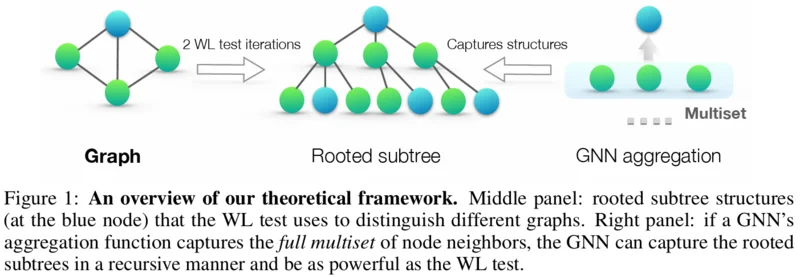 2 WL test iterations
Captures structures
Multiset
Graph
Rooted subtree
GNN aggregation
Figure 1: An overview of our theoretical framework. Middle panel: rooted subtree structures
(at the blue node) that the WL test uses to distinguish different graphs. Right panel: if a GNN's
aggregation function captures the full multiset of node neighbors, the GNN can capture the rooted
subtrees in a recursive manner and be as powerful as the WL test.